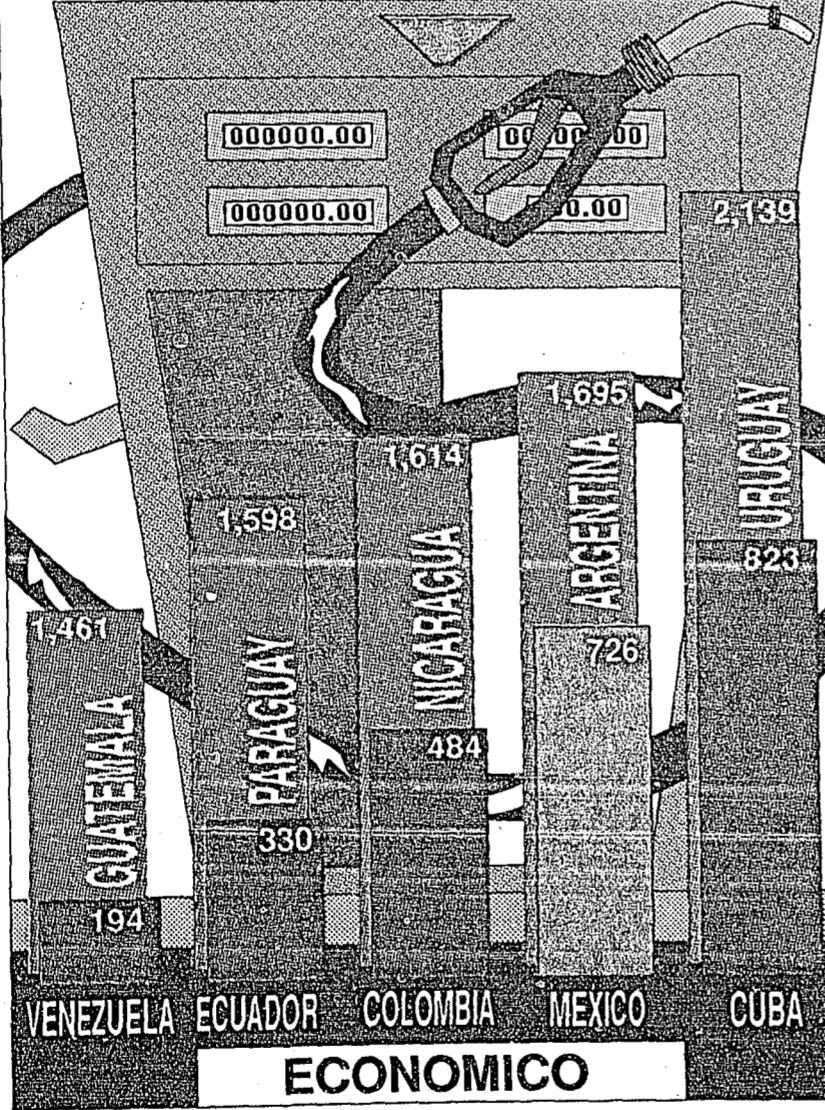 000000.00
000000.00
2,139
URUGUAY
1,695
ARGENTINA
1,614
NICARAGUA
1,598
PARAGUAY
1,461
GUATEMALA
823
726
484
330
194
VENEZUELA ECUADOR COLOMBIA MEXICO CUBA
ECONOMICO